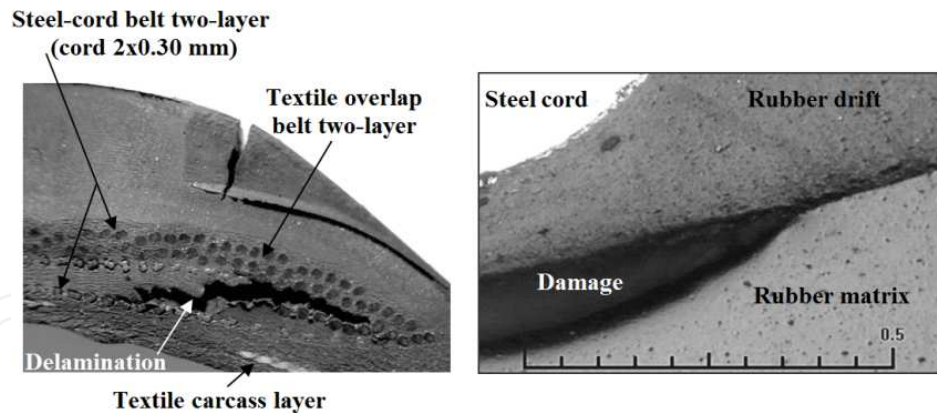 Steel-cord belt two-layer
(cord 2x0.30 mm)
Textile overlap
belt two-layer
Delamination
Textile carcass layer
Steel cord
Rubber drift
Damage
Rubber matrix
0.5